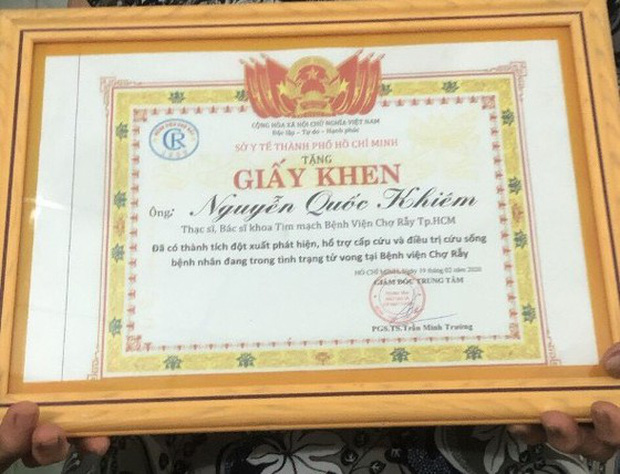 CỘNG HÒA XÃ HỘI CHỦ NGHĨA VIỆT NAM
Độc lập - Tự do - Hạnh phúc
SỞ Y TẾ THÀNH PHỐ HỒ CHÍ MINH
TẶNG
GIẤY KHEN
Ông: Nguyễn Quốc Khiêm
Thạc sĩ, Bác sĩ khoa Tim mạch Bệnh Viện Chợ Rẫy Tp.HCM
Đã có thành tích đột xuất phát hiện, hổ trợ cấp cứu và điều trị cứu sống
bệnh nhân đang trong tình trạng tử vong tại Bệnh viện Chợ Rẫy
HỒ CHÍ MINH, Ngày 19 tháng 02 năm 2020
GIÁM ĐỐC TRUNG TÂM
PGS.TS.Trần Minh Trường